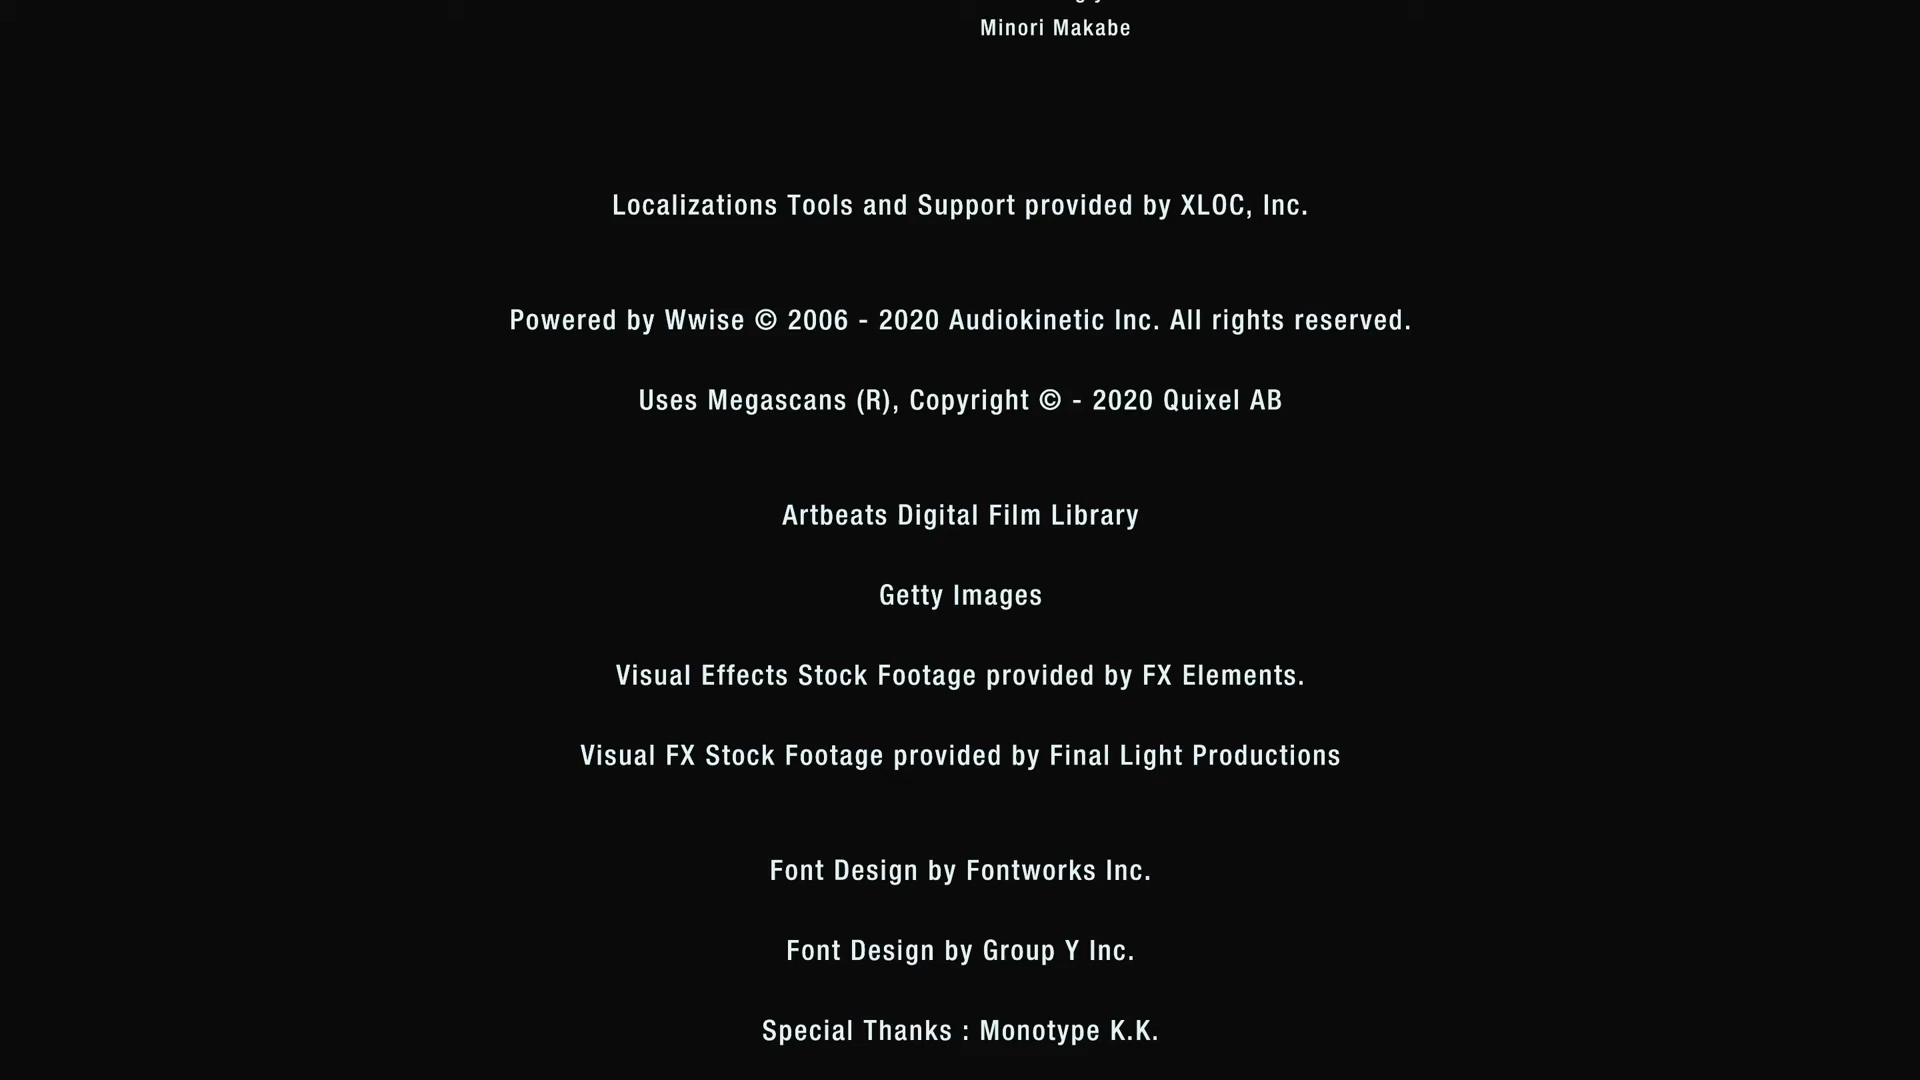 Minori Makabe
Localizations Tools and Support provided by XLOC, Inc.
Powered by Wwise © 2006 - 2020 Audiokinetic Inc. All rights reserved.
Uses Megascans (R), Copyright © - 2020 Quixel AB
Artbeats Digital Film Library
Getty Images
Visual Effects Stock Footage provided by FX Elements.
Visual FX Stock Footage provided by Final Light Productions
Font Design by Fontworks Inc.
Font Design by Group Y Inc.
Special Thanks : Monotype K.K.